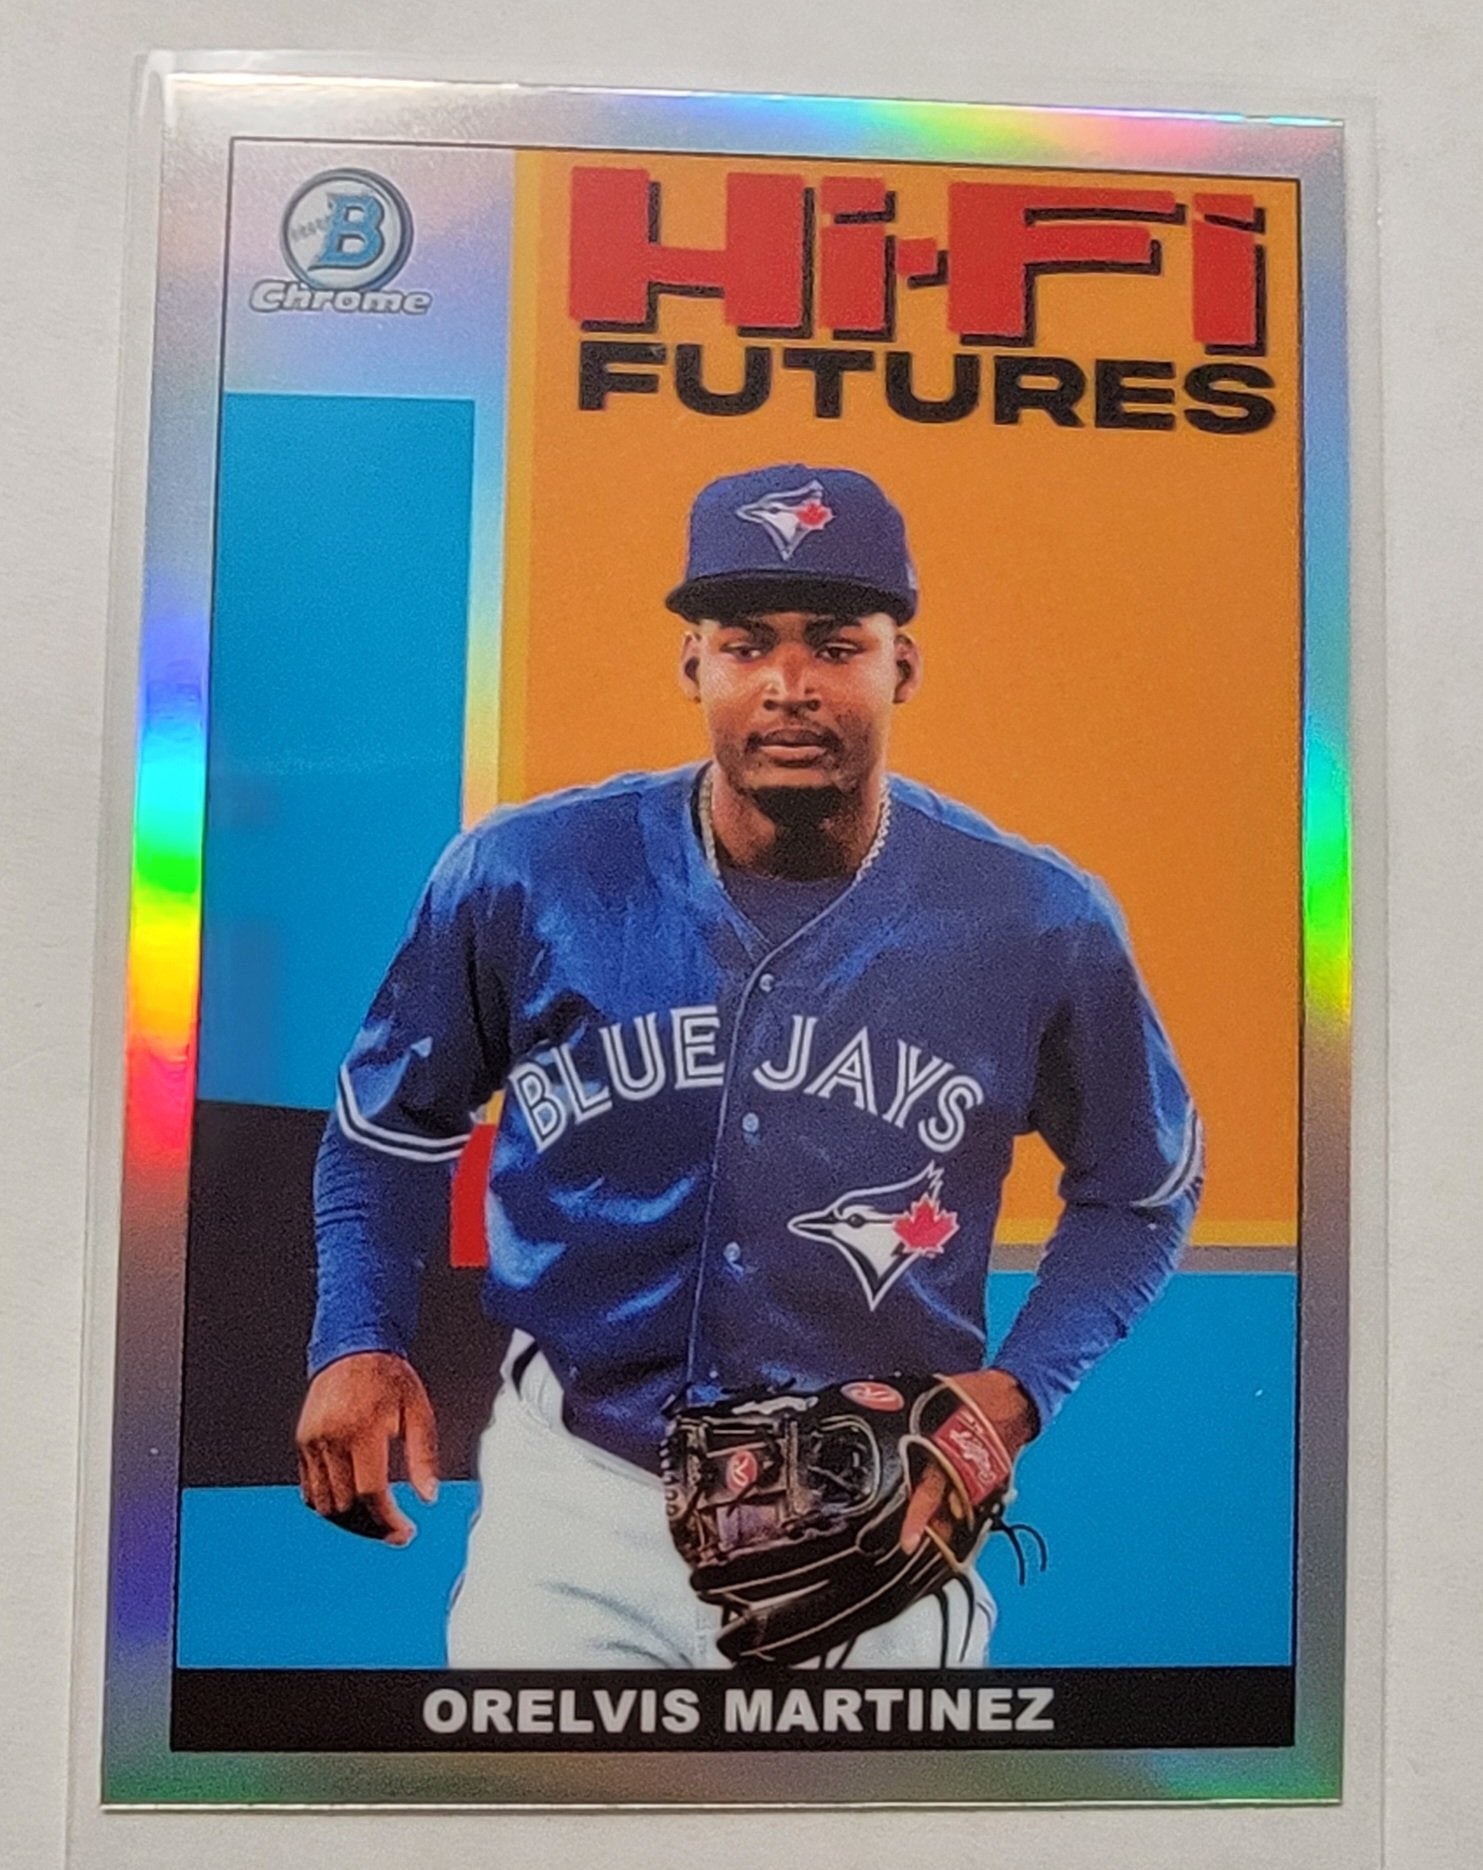 B
Chrome
Hi-Fi
FUTURES
BLUE JAYS
ORELVIS MARTINEZ